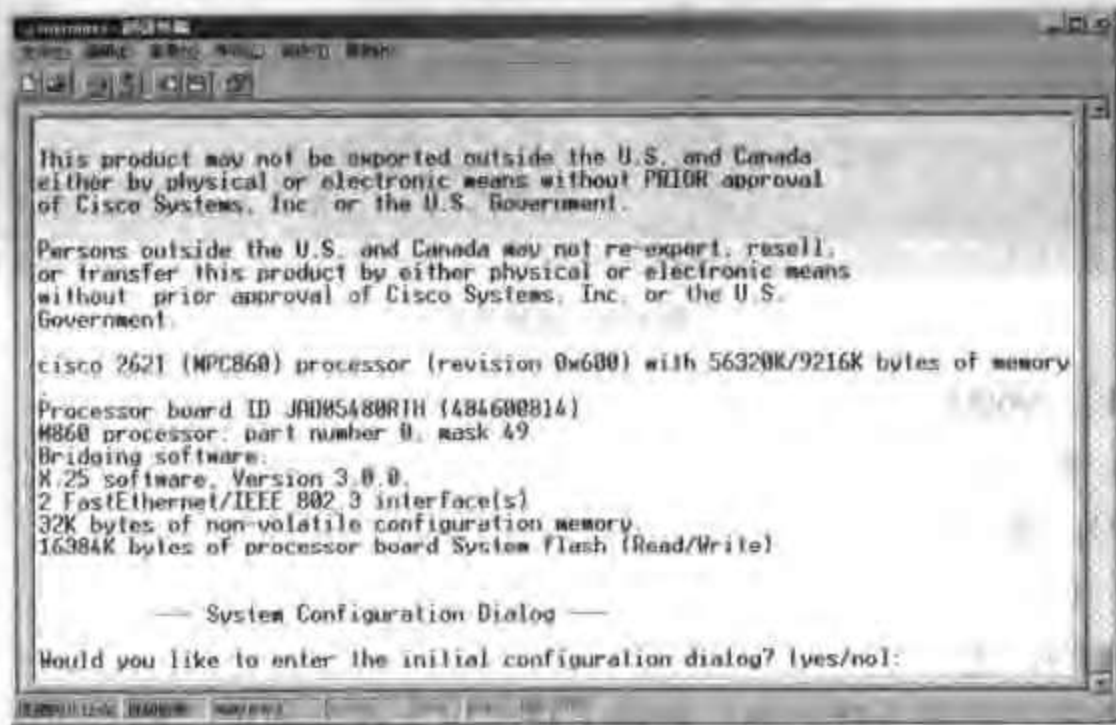 This product may not be exported outside the U.S. and Canada
either by physical or electronic means without PRIOR approval
of Cisco Systems, Inc. or the U.S. Government.
Persons outside the U.S. and Canada may not re-export, resell,
or transfer this product by either physical or electronic means
without prior approval of Cisco Systems, Inc. or the U.S.
Government.
cisco 2621 (MPC860) processor (revision 0x600) with 56320K/9216K bytes of memory
.
Processor board ID JAD05480RTH (484600814)
M860 processor: part number 0, mask 49
Bridging software.
X.25 software, Version 3.0.0.
2 FastEthernet/IEEE 802.3 interface(s)
32K bytes of non-volatile configuration memory.
16384K bytes of processor board System flash (Read/Write)
--- System Configuration Dialog ---
Would you like to enter the initial configuration dialog? [yes/no]: